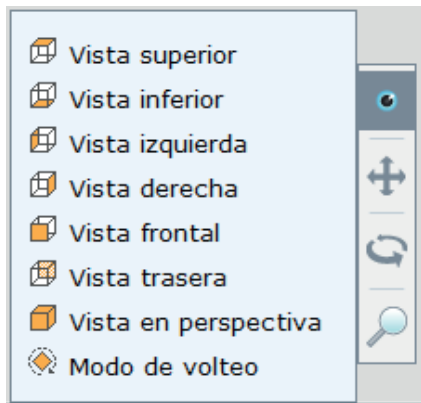 Vista superior
Vista inferior
Vista izquierda
Vista derecha
Vista frontal
Vista trasera
Vista en perspectiva
Modo de volteo